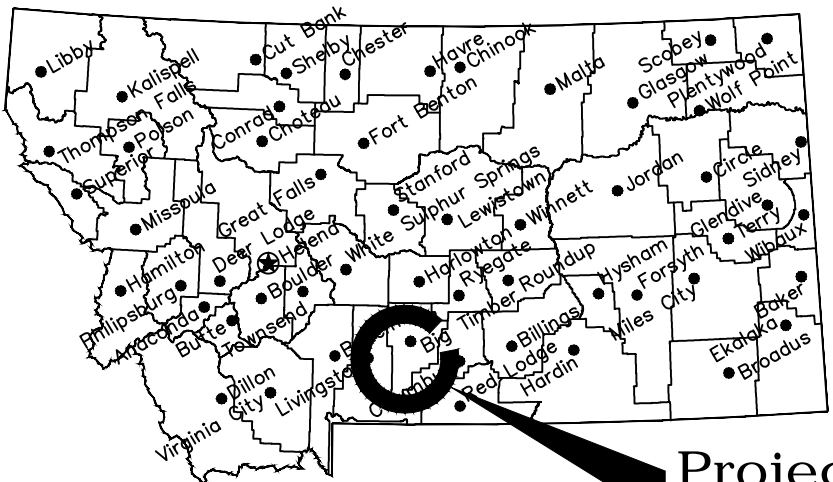 Libby
Kalispell
Cut Bank
Shelby
Chester
Havre
Chinook
Malta
Scobey
Glasgow
Plentywood
Wolf Point
Thompson Falls
Polson
Conrad
Choteau
Fort Benton
Superior
Missoula
Great Falls
Stanford
White Sulphur Springs
Lewistown
Winnett
Jordan
Circle
Sidney
Glendive
Terry
Wibaux
Hamilton
Deer Lodge
Helena
Philipsburg
Anaconda
Butte
Boulder
Townsend
Harlowton
Ryegate
Roundup
Hysham
Forsyth
Miles City
Baker
Ekalaka
Broadus
Big Timber
Billings
Hardin
Red Lodge
Livingston
Dillon
Virginia City